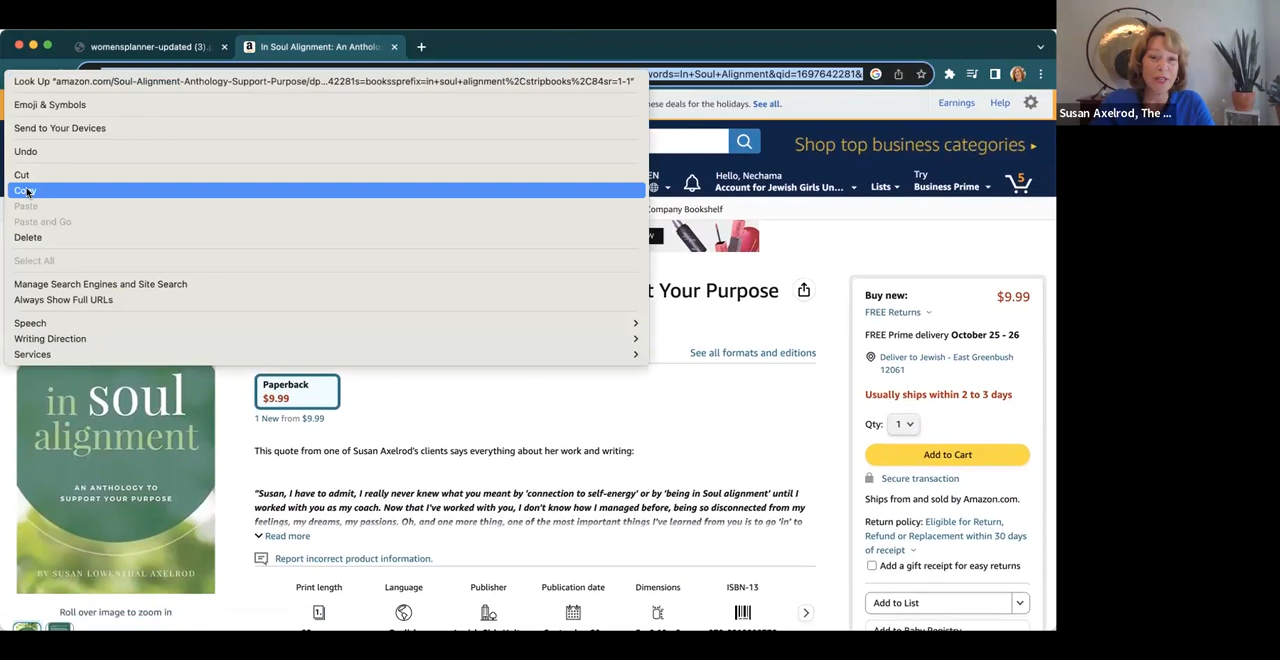 womensplanner-updated (3).
In Soul Alignment: An Antholo
words=In+Soul+Alignment&qid=1697642281&
Look Up “amazon.com/Soul-Alignment-Anthology-Support-Purpose/dp...42281s=bookssprefix=in+soul+alignment%2Cstripbooks%2C84sr=1-1”
Emoji & Symbols
Send to Your Devices
Undo
Cut
Copy
Paste
Paste and Go
Delete
Select All
Manage Search Engines and Site Search
Always Show Full URLs
Speech
Writing Direction
Services
Susan Axelrod, The ...
these deals for the holidays. See all.
Earnings
Help
Shop top business categories
EN
Hello, Nechama
Account for Jewish Girls Un...
Lists
Try
Business Prime
5
Company Bookshelf
t Your Purpose
See all formats and editions
Paperback
$9.99
1 New from $9.99
This quote from one of Susan Axelrod's clients says everything about her work and writing:
"Susan, I have to admit, I really never knew what you meant by 'connection to self-energy' or by 'being in Soul alignment' until I
worked with you as my coach. Now that I've worked with you, I don't know how I managed before, being so disconnected from my
feelings, my dreams, my passions. Oh, and one more thing, one of the most important things I've learned from you is to go 'in' to
Read more
Report incorrect product information.
Print length
Language
Publisher
Publication date
Dimensions
ISBN-13
in soul
alignment
AN ANTHOLOGY TO
SUPPORT YOUR PURPOSE
BY SUSAN LOWENTHAL AXELROD
Roll over image to zoom in
Buy new:
$9.99
FREE Returns
FREE Prime delivery October 25 - 26
Deliver to Jewish - East Greenbush
12061
Usually ships within 2 to 3 days
Qty: 1
Add to Cart
Secure transaction
Ships from and sold by Amazon.com.
Return policy: Eligible for Return,
Refund or Replacement within 30 days
of receipt
Add a gift receipt for easy returns
Add to List
Add to Baby Registry